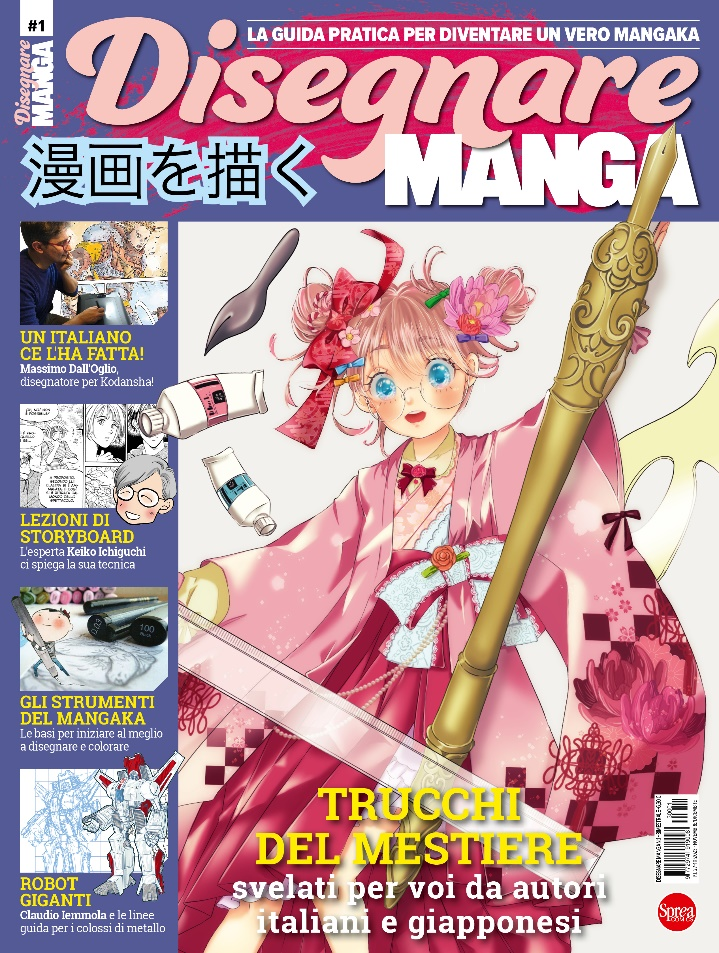 #1
Disegnare
MANGA
LA GUIDA PRATICA PER DIVENTARE UN VERO MANGAKA
Disegnare
MANGA
漫画を描く
UN ITALIANO
CE L'HA FATTA!
Massimo Dall'Oglio,
disegnatore per Kodansha!
LEZIONI DI
STORYBOARD
L'esperta Keiko Ichiguchi
ci spiega la sua tecnica
100
GLI STRUMENTI
DEL MANGAKA
Le basi per iniziare al meglio
a disegnare e colorare
ROBOT
GIGANTI
Claudio Iemmola e le linee
guida per i colossi di metallo
TRUCCHI
DEL MESTIERE
svelati per voi da autori
italiani e giapponesi
Sprea
COMICS